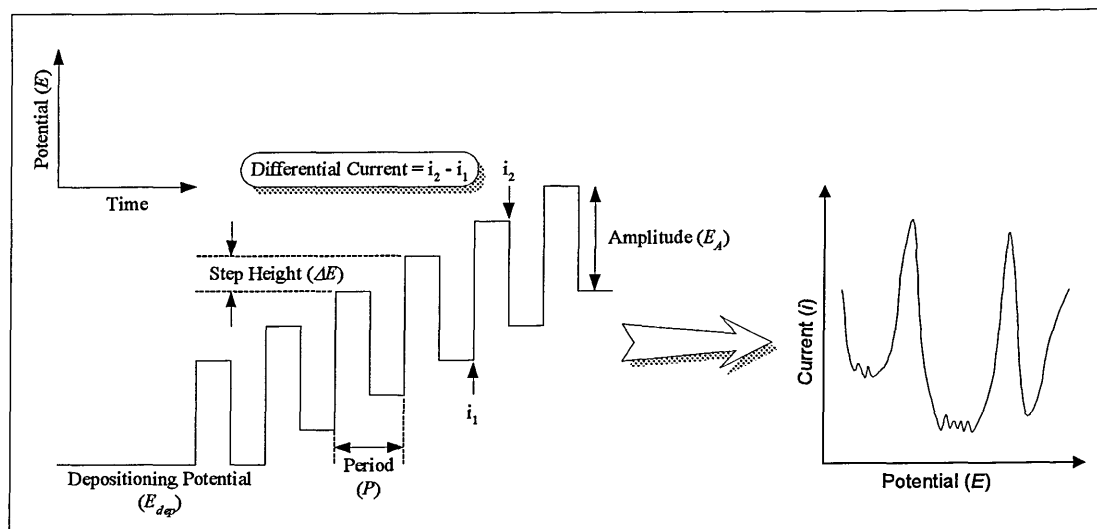 Potential (E)
Time
Differential Current = i2 - i1
i2
Amplitude (EA)
Step Height (ΔE)
i1
Period
(P)
Depositioning Potential
(Edep)
Current (i)
Potential (E)